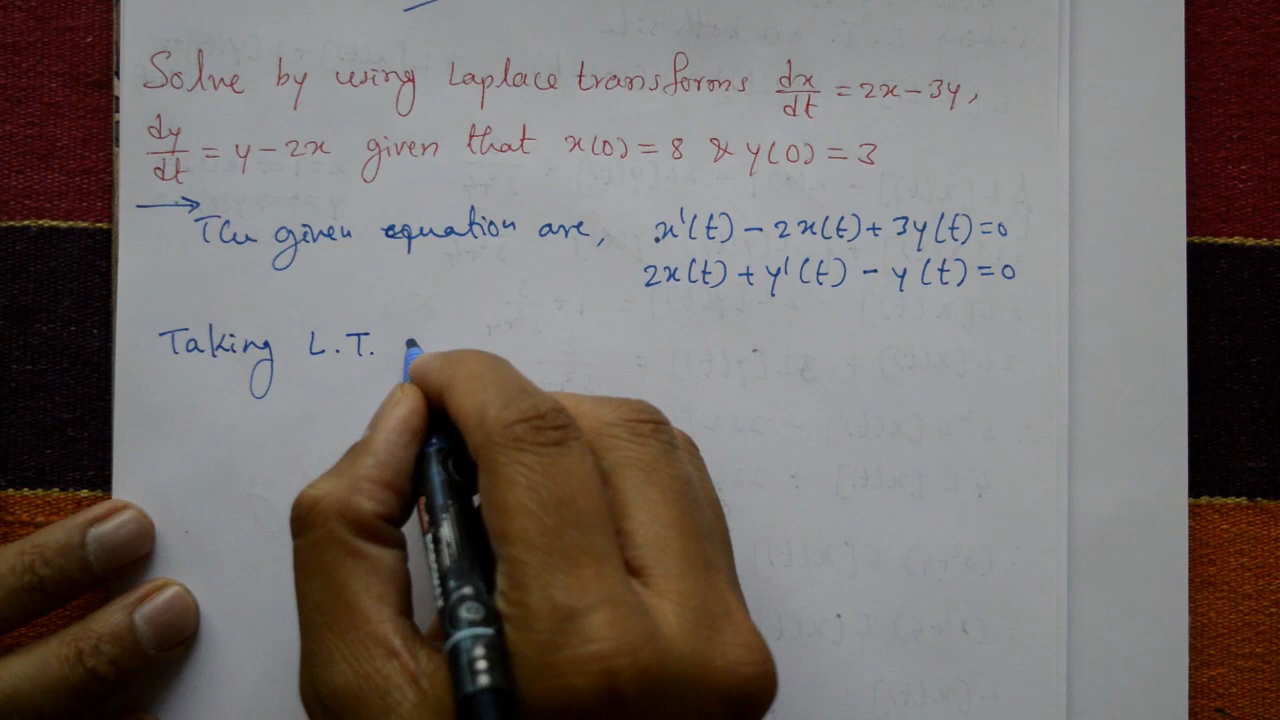 Solve by using Laplace transforms dx/dt = 2x - 3y,
dy/dt = y - 2x given that x(0) = 8 & y(0) = 3
→ The given equation are, x'(t) - 2x(t) + 3y(t) = 0
2x(t) + y'(t) - y(t) = 0
Taking L.T.